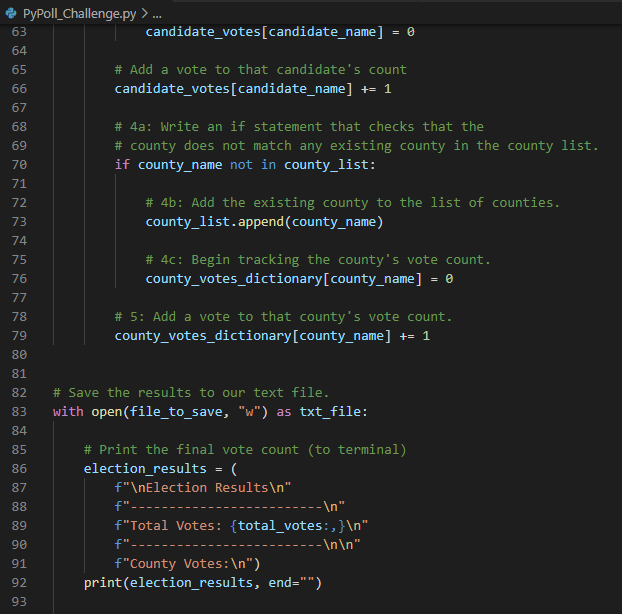 PyPoll_Challenge.py > ...
63 candidate_votes[candidate_name] = 0
64
65 # Add a vote to that candidate's count
66 candidate_votes[candidate_name] += 1
67
68 # 4a: Write an if statement that checks that the
69 # county does not match any existing county in the county list.
70 if county_name not in county_list:
71
72 # 4b: Add the existing county to the list of counties.
73 county_list.append(county_name)
74
75 # 4c: Begin tracking the county's vote count.
76 county_votes_dictionary[county_name] = 0
77
78 # 5: Add a vote to that county's vote count.
79 county_votes_dictionary[county_name] += 1
80
81
82 # Save the results to our text file.
83 with open(file_to_save, "w") as txt_file:
84
85 # Print the final vote count (to terminal)
86 election_results = (
87 f"\nElection Results\n"
88 f"-------------------------\n"
89 f"Total Votes: {total_votes:,}\n"
90 f"-------------------------\n\n"
91 f"County Votes:\n")
92 print(election_results, end="")
93